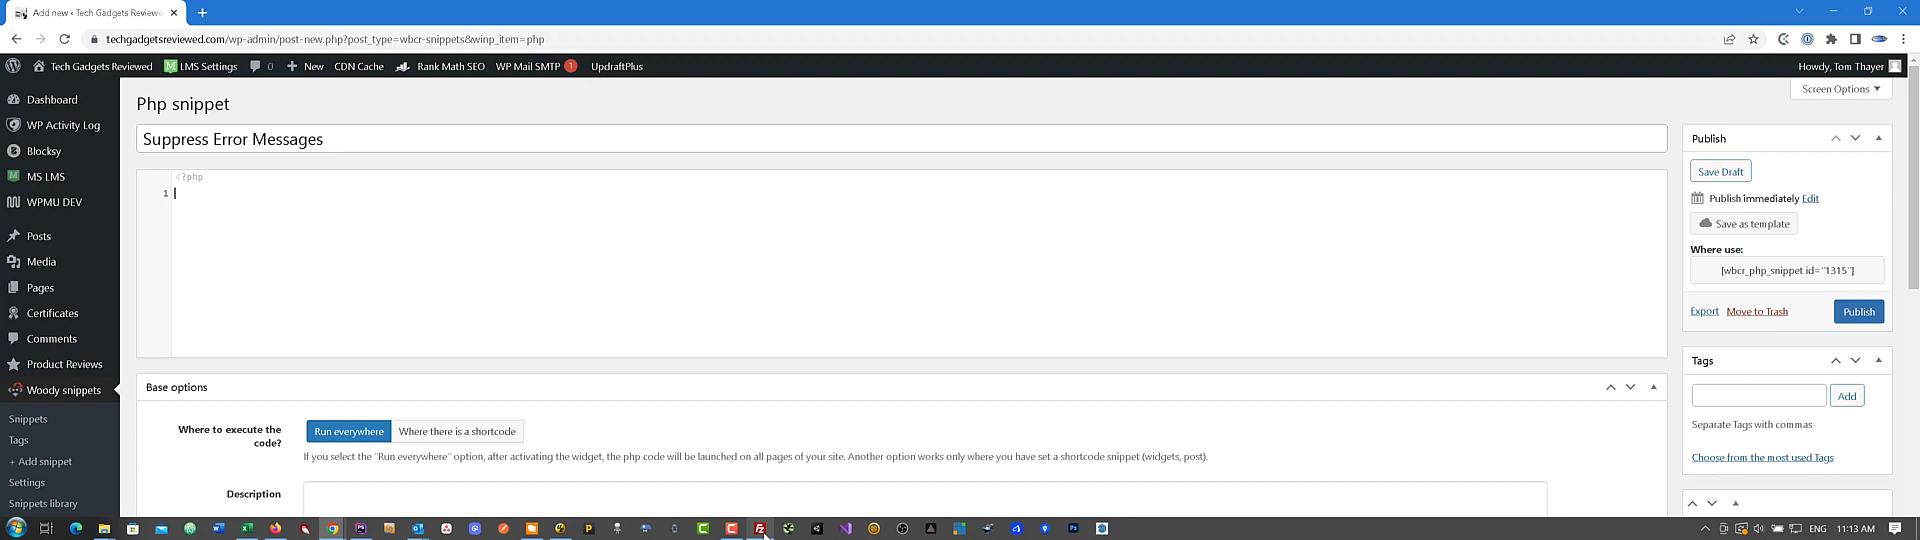 Add new ‹ Tech Gadgets Reviewe
techgadgetsreviewed.com/wp-admin/post-new.php?post_type=wbcr-snippets&winp_item=php
Tech Gadgets Reviewed
LMS Settings
0
New
CDN Cache
Rank Math SEO
WP Mail SMTP 1
UpdraftPlus
Howdy, Tom Thayer
Screen Options
Dashboard
WP Activity Log
Blocksy
MS LMS
WPMU DEV
Posts
Media
Pages
Certificates
Comments
Product Reviews
Woody snippets
Snippets
Tags
+ Add snippet
Settings
Snippets library
Php snippet
Suppress Error Messages
<?php
1
Base options
Where to execute the
code?
Run everywhere
Where there is a shortcode
If you select the "Run everywhere" option, after activating the widget, the php code will be launched on all pages of your site. Another option works only where you have set a shortcode snippet (widgets, post).
Description
Publish
Save Draft
Publish immediately Edit
Save as template
Where use:
[wbcr_php_snippet id="1315"]
Export
Move to Trash
Publish
Tags
Add
Separate Tags with commas
Choose from the most used Tags
ENG
11:13 AM